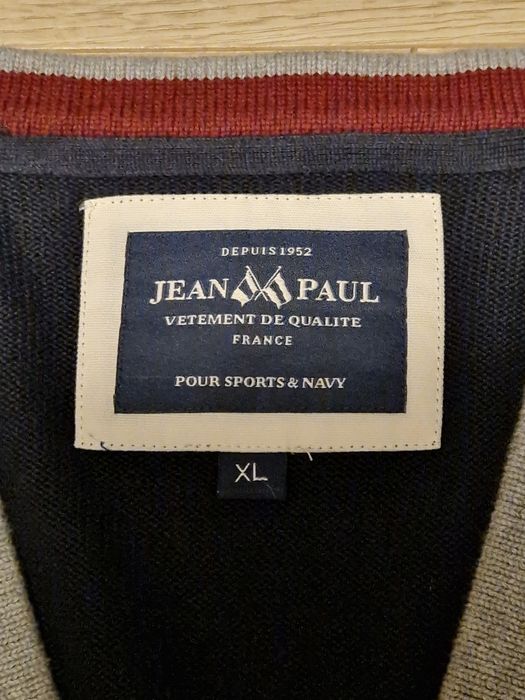 DEPUIS 1952
JEAN PAUL
VETEMENT DE QUALITE
FRANCE
POUR SPORTS & NAVY
XL